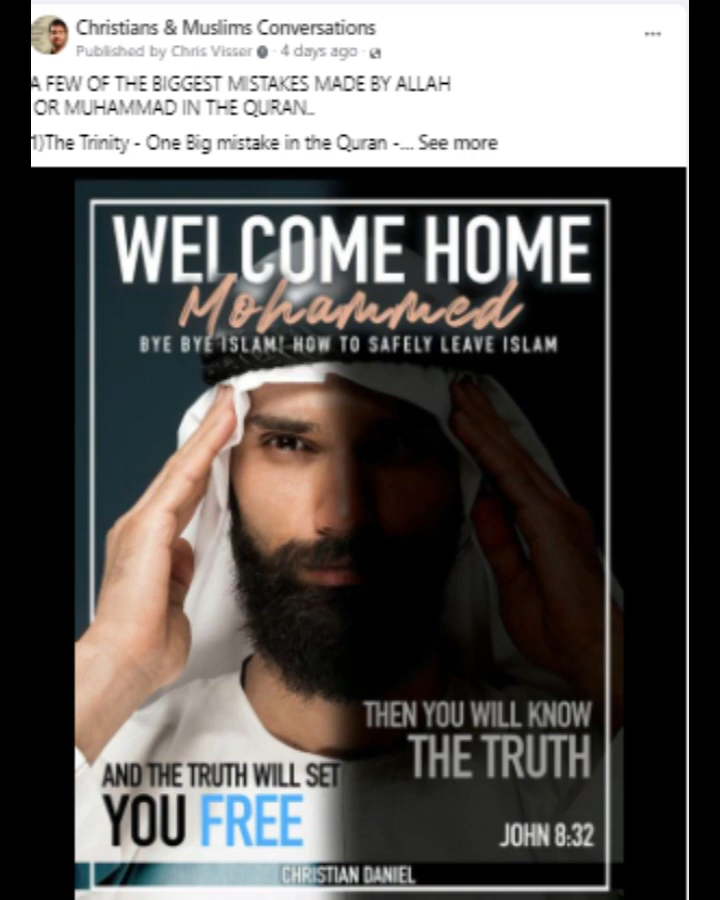 Christians & Muslims Conversations
Published by Chris Visser · 4 days ago ·
A FEW OF THE BIGGEST MISTAKES MADE BY ALLAH
OR MUHAMMAD IN THE QURAN..
1)The Trinity - One Big mistake in the Quran -... See more
WELCOME HOME
Mohammed
BYE BYE ISLAM! HOW TO SAFELY LEAVE ISLAM
THEN YOU WILL KNOW
THE TRUTH
AND THE TRUTH WILL SET
YOU FREE
JOHN 8:32
CHRISTIAN DANIEL